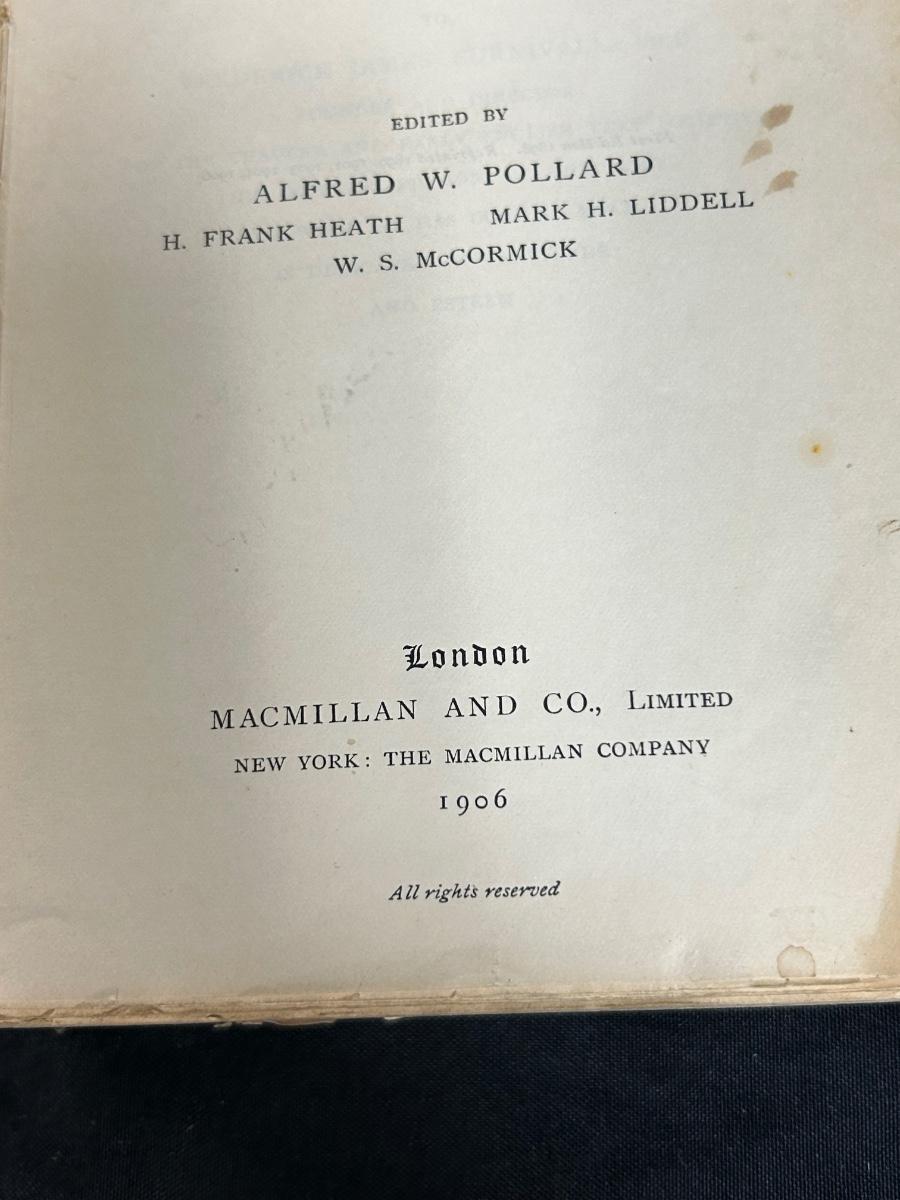 EDITED BY
ALFRED W. POLLARD
H. FRANK HEATH MARK H. LIDDELL
W. S. McCORMICK
London
MACMILLAN AND CO., LIMITED
NEW YORK: THE MACMILLAN COMPANY
1906
All rights reserved